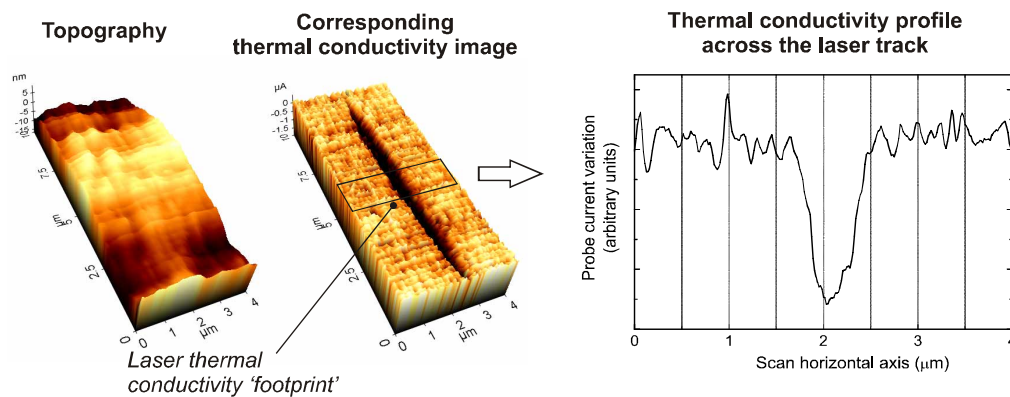 Topography
nm
5
0
-5
-10
-15
10
7.5
5
μm
2.5
0
0
1
2
μm
3
4
Corresponding
thermal conductivity image
μA
0
-0.5
-1
-1.5
10
7.5
5
μm
2.5
0
0
1
2
μm
3
4
Laser thermal
conductivity 'footprint'
Thermal conductivity profile
across the laser track
Probe current variation
(arbitrary units)
1
2
3
4
Scan horizontal axis (μm)